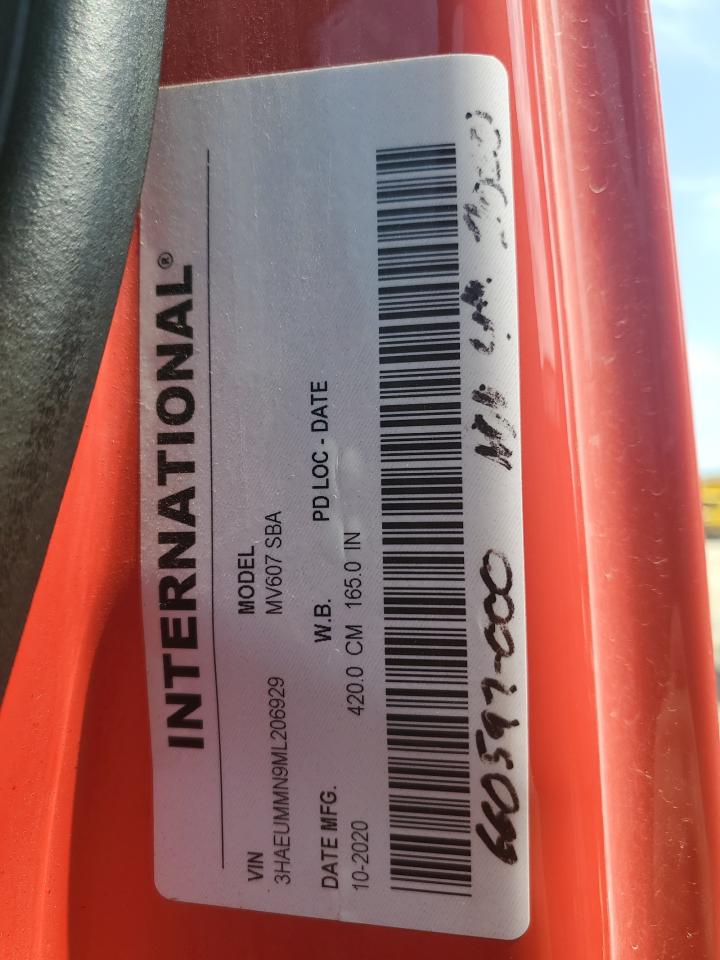 INTERNATIONAL®
VIN MODEL
3HAEUMMN9ML206929 MV607 SBA
DATE MFG. W.B. PD LOC - DATE
10-2020 420.0 CM 165.0 IN
660597-000